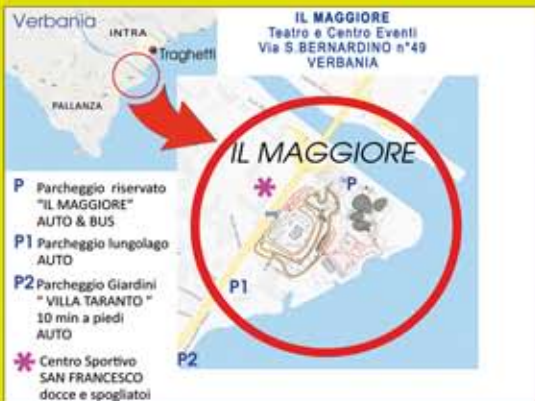 Verbania
INTRA
Traghetti
PALLANZA
IL MAGGIORE
Teatro e Centro Eventi
Via S.BERNARDINO n°49
VERBANIA
IL MAGGIORE
P
P1
P2
P Parcheggio riservato
"IL MAGGIORE"
AUTO & BUS
P1 Parcheggio lungolago
AUTO
P2 Parcheggio Giardini
" VILLA TARANTO "
10 min a piedi
AUTO
* Centro Sportivo
SAN FRANCESCO
docce e spogliatoi